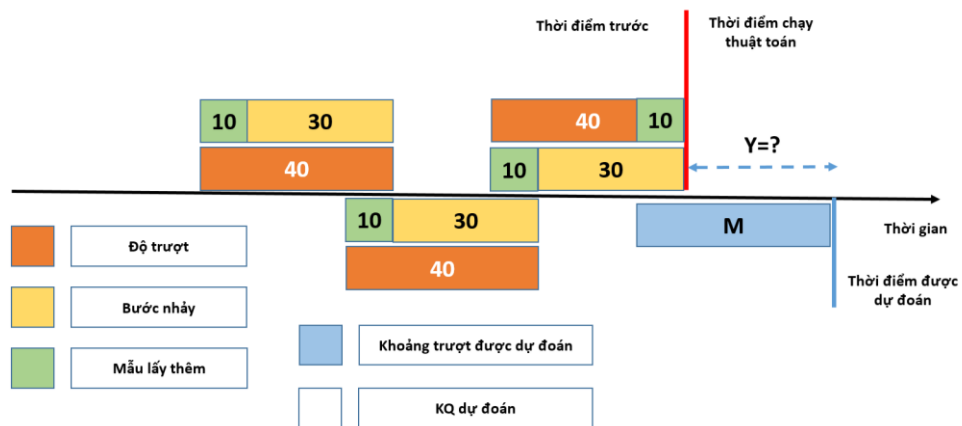 Thời điểm trước
Thời điểm chạy
thuật toán
10
30
40
10
40
10
30
Y=?
10
30
40
M
Thời gian
Độ trượt
Bước nhảy
Mẫu lấy thêm
Khoảng trượt được dự đoán
KQ dự đoán
Thời điểm được
dự đoán